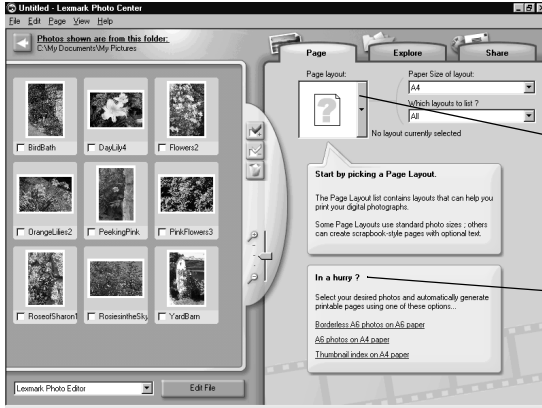 Untitled - Lexmark Photo Center
File Edit Page View Help
Photos shown are from this folder:
C:\My Documents\My Pictures
BirdBath
DayLily4
Flowers2
OrangeLilies2
PeekingPink
PinkFlowers3
RoseofSharon1
RosiesintheSky
YardBarn
Lexmark Photo Editor
Edit File
Page
Explore
Share
Page layout:
Paper Size of layout:
A4
Which layouts to list ?
All
No layout currently selected
Start by picking a Page Layout.
The Page Layout list contains layouts that can help you
print your digital photographs.
Some Page Layouts use standard photo sizes ; others
can create scrapbook-style pages with optional text.
In a hurry ?
Select your desired photos and automatically generate
printable pages using one of these options...
Borderless A6 photos on A6 paper
A6 photos on A4 paper
Thumbnail index on A4 paper